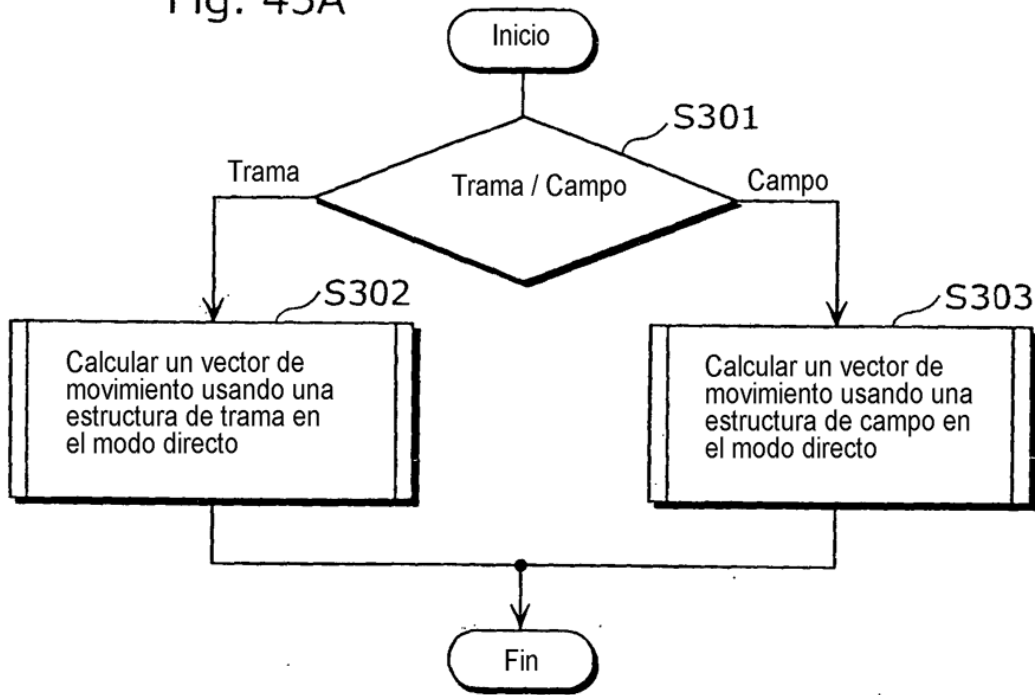 Fig. 45A
Inicio
S301
Trama
Trama / Campo
Campo
S302
Calcular un vector de
movimiento usando una
estructura de trama en
el modo directo
S303
Calcular un vector de
movimiento usando una
estructura de campo en
el modo directo
Fin